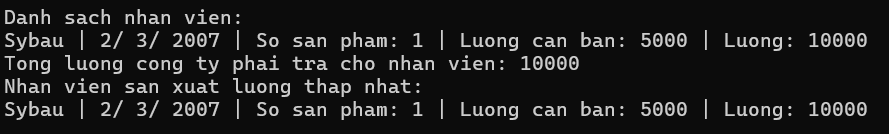 Danh sach nhan vien:
Sybau | 2/ 3/ 2007 | So san pham: 1 | Luong can ban: 5000 | Luong: 10000
Tong luong cong ty phai tra cho nhan vien: 10000
Nhan vien san xuat luong thap nhat:
Sybau | 2/ 3/ 2007 | So san pham: 1 | Luong can ban: 5000 | Luong: 10000